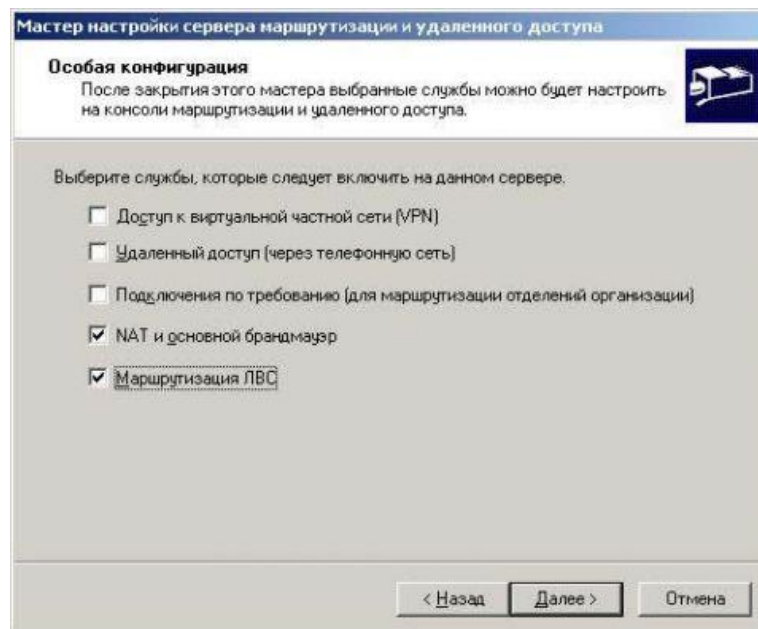 Мастер настройки сервера маршрутизации и удаленного доступа
Особая конфигурация
После закрытия этого мастера выбранные службы можно будет настроить
на консоли маршрутизации и удаленного доступа.
Выберите службы, которые следует включить на данном сервере.
Доступ к виртуальной частной сети (VPN)
Удаленный доступ (через телефонную сеть)
Подключения по требованию (для маршрутизации отделений организации)
NAT и основной брандмауэр
Маршрутизация ЛВС
< Назад
Далее >
Отмена